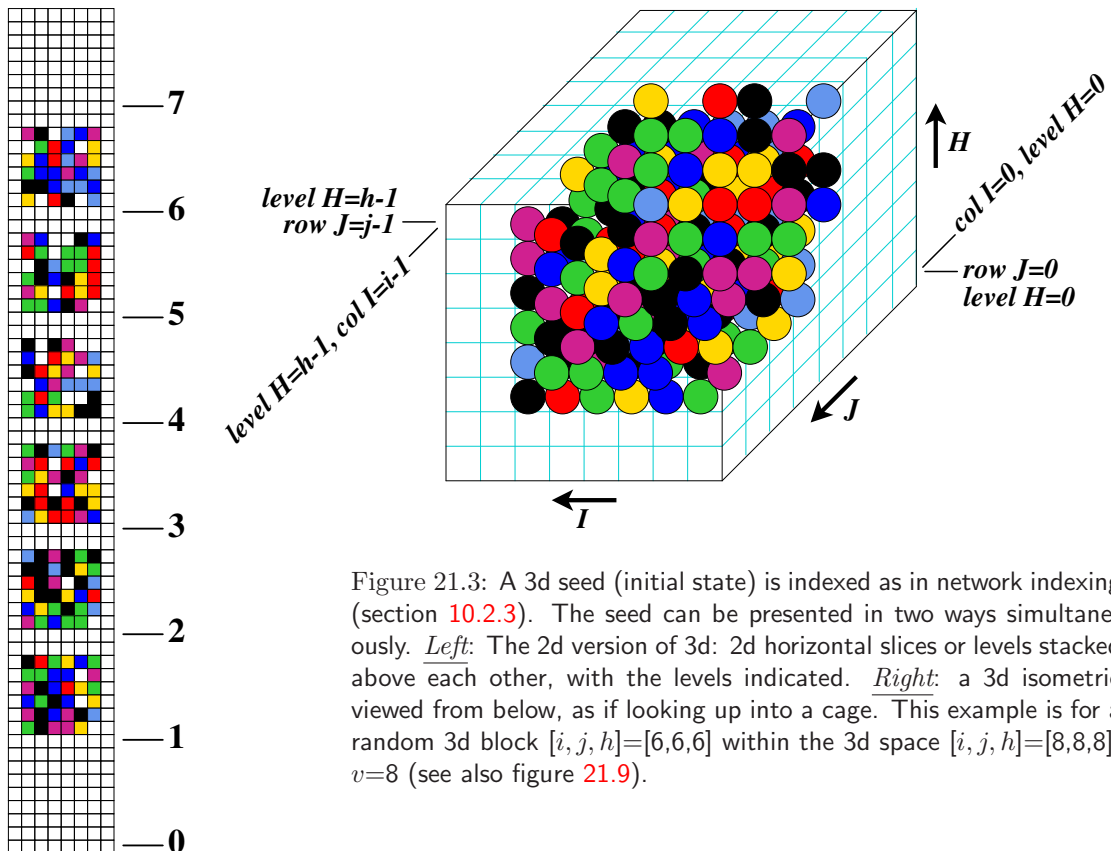 7
6
5
4
3
2
1
0
level H=h-1
row J=j-1
level H=h-1, col I=i-1
H
col I=0, level H=0
row J=0
level H=0
J
I
Figure 21.3: A 3d seed (initial state) is indexed as in network indexing
(section 10.2.3). The seed can be presented in two ways simultane
ously. Left: The 2d version of 3d: 2d horizontal slices or levels stacked
above each other, with the levels indicated. Right: a 3d isometric
viewed from below, as if looking up into a cage. This example is for a
random 3d block [i, j, h]=[6,6,6] within the 3d space [i, j, h]=[8,8,8]
v=8 (see also figure 21.9).